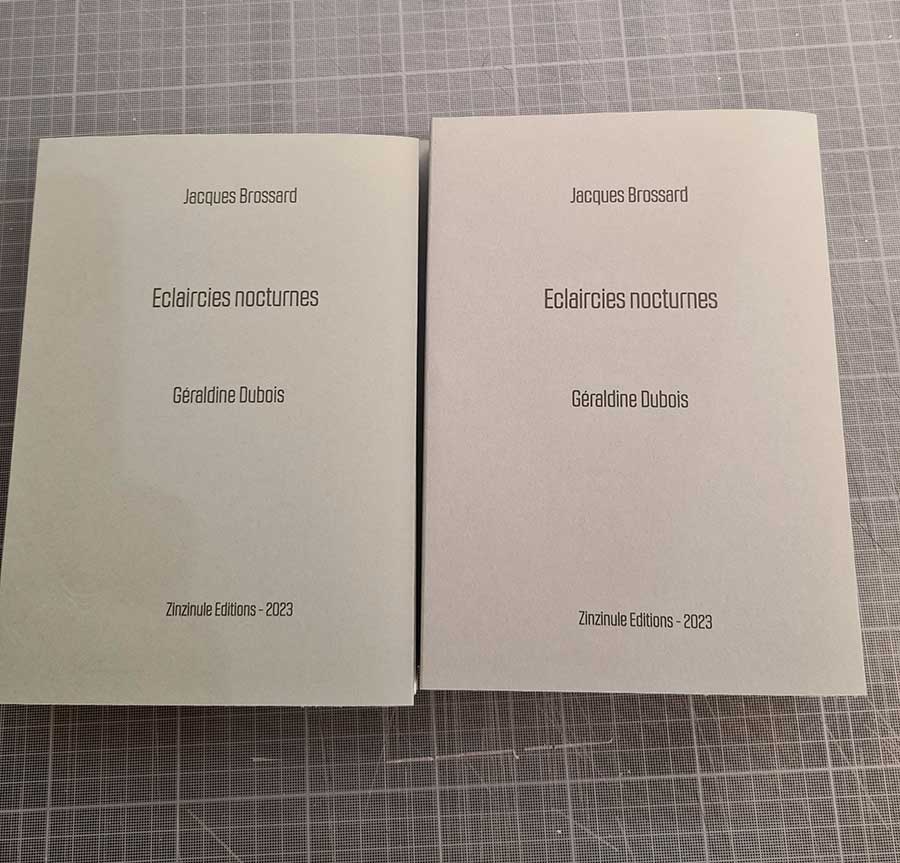 Jacques Brossard
Eclaircies nocturnes
Géraldine Dubois
Zinzinule Editions - 2023
Jacques Brossard
Eclaircies nocturnes
Géraldine Dubois
Zinzinule Editions - 2023